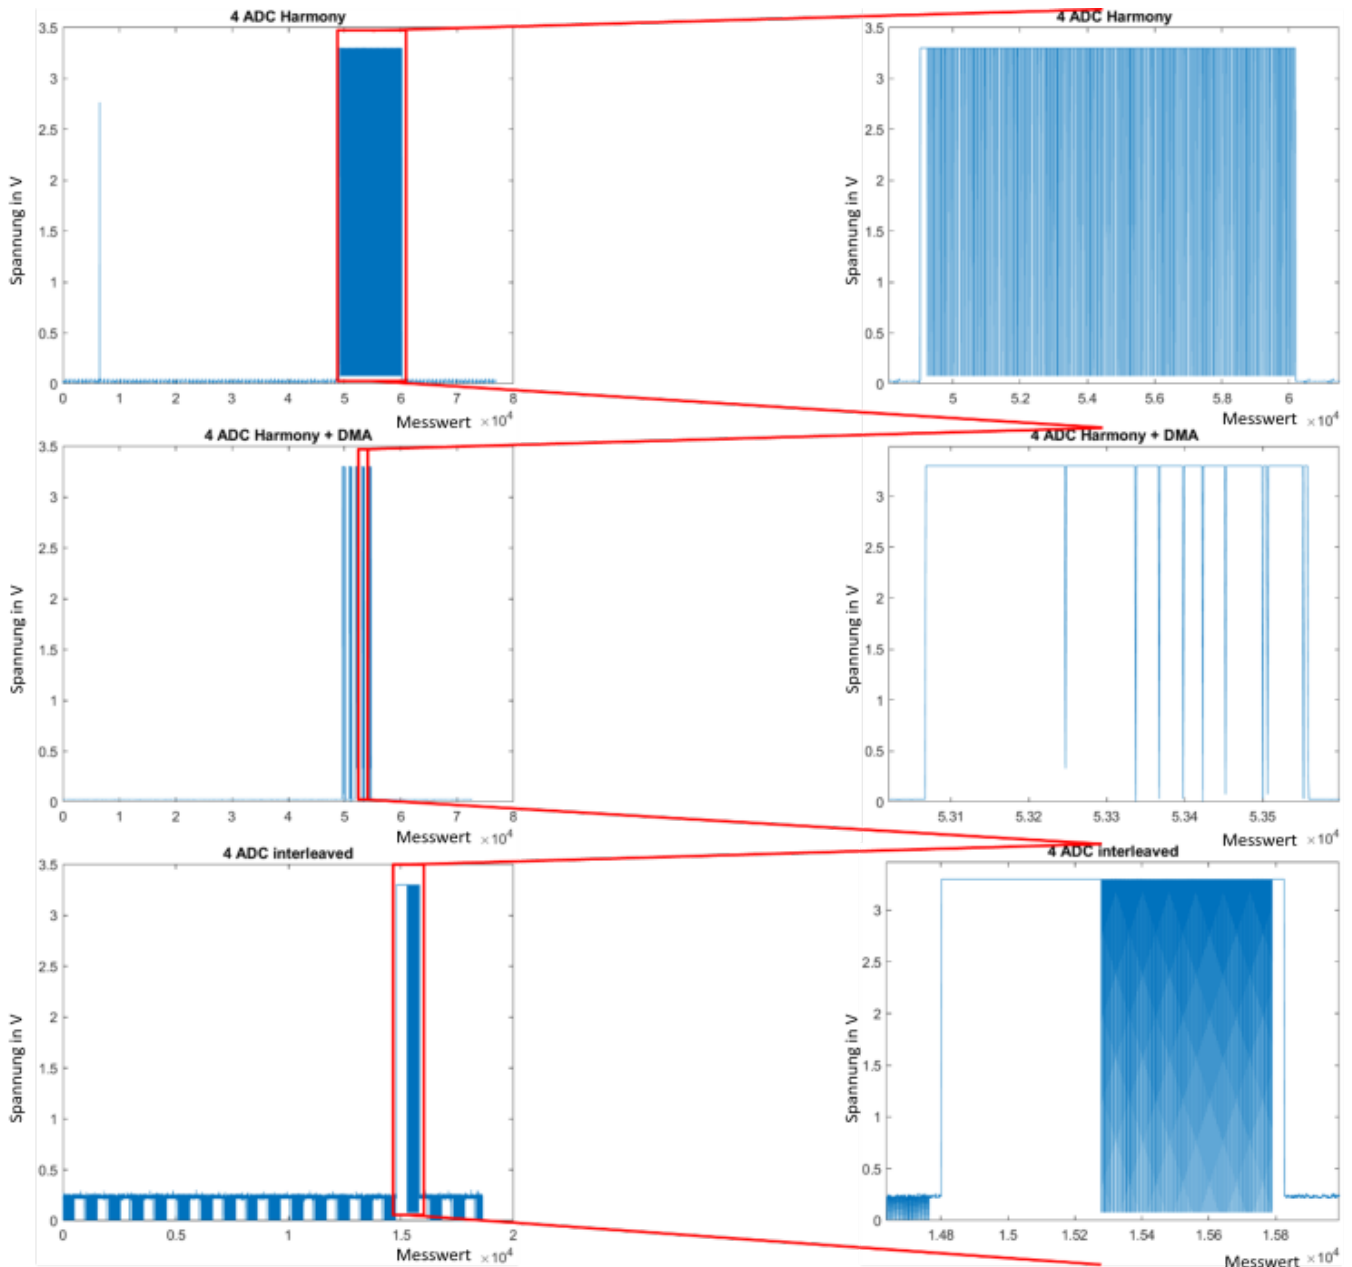 4 ADC Harmony
3.5
3
2.5
2
1.5
1
0.5
0
Spannung in V
0 1 2 3 4 5 6 7 8
Messwert ×10⁴
4 ADC Harmony
3
2.5
2
1.5
1
0.5
0
Spannung in V
5 5.2 5.4 5.6 5.8 6
Messwert ×10⁴
4 ADC Harmony + DMA
3.5
3
2.5
2
1.5
1
0.5
0
Spannung in V
0 1 2 3 4 5 6 7 8
Messwert ×10⁴
4 ADC Harmony + DMA
3
2.5
2
1.5
1
0.5
0
Spannung in V
5.31 5.32 5.33 5.34 5.35
Messwert ×10⁴
4 ADC interleaved
3.5
3
2.5
2
1.5
1
0.5
0
Spannung in V
0 0.5 1 1.5 2
Messwert ×10⁴
4 ADC interleaved
3
2.5
2
1.5
1
0.5
0
Spannung in V
1.48 1.5 1.52 1.54 1.56 1.58
Messwert ×10⁴